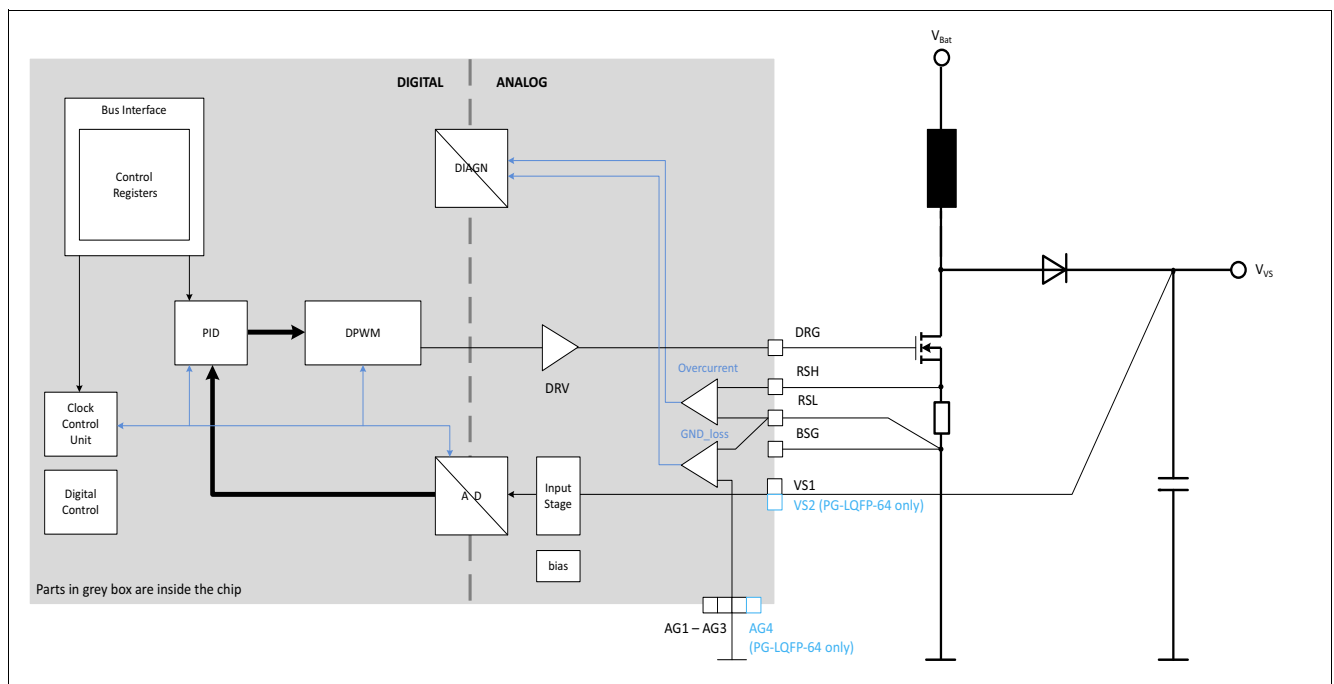 V_Bat
DIGITAL
ANALOG
Bus Interface
Control
Registers
DIAGN
V_VS
PID
DPWM
DRV
DRG
Overcurrent
RSH
RSL
Clock
Control
Unit
GND_loss
BSG
Digital
Control
A D
Input
Stage
VS1
VS2 (PG-LQFP-64 only)
bias
Parts in grey box are inside the chip
AG1 – AG3
AG4
(PG-LQFP-64 only)